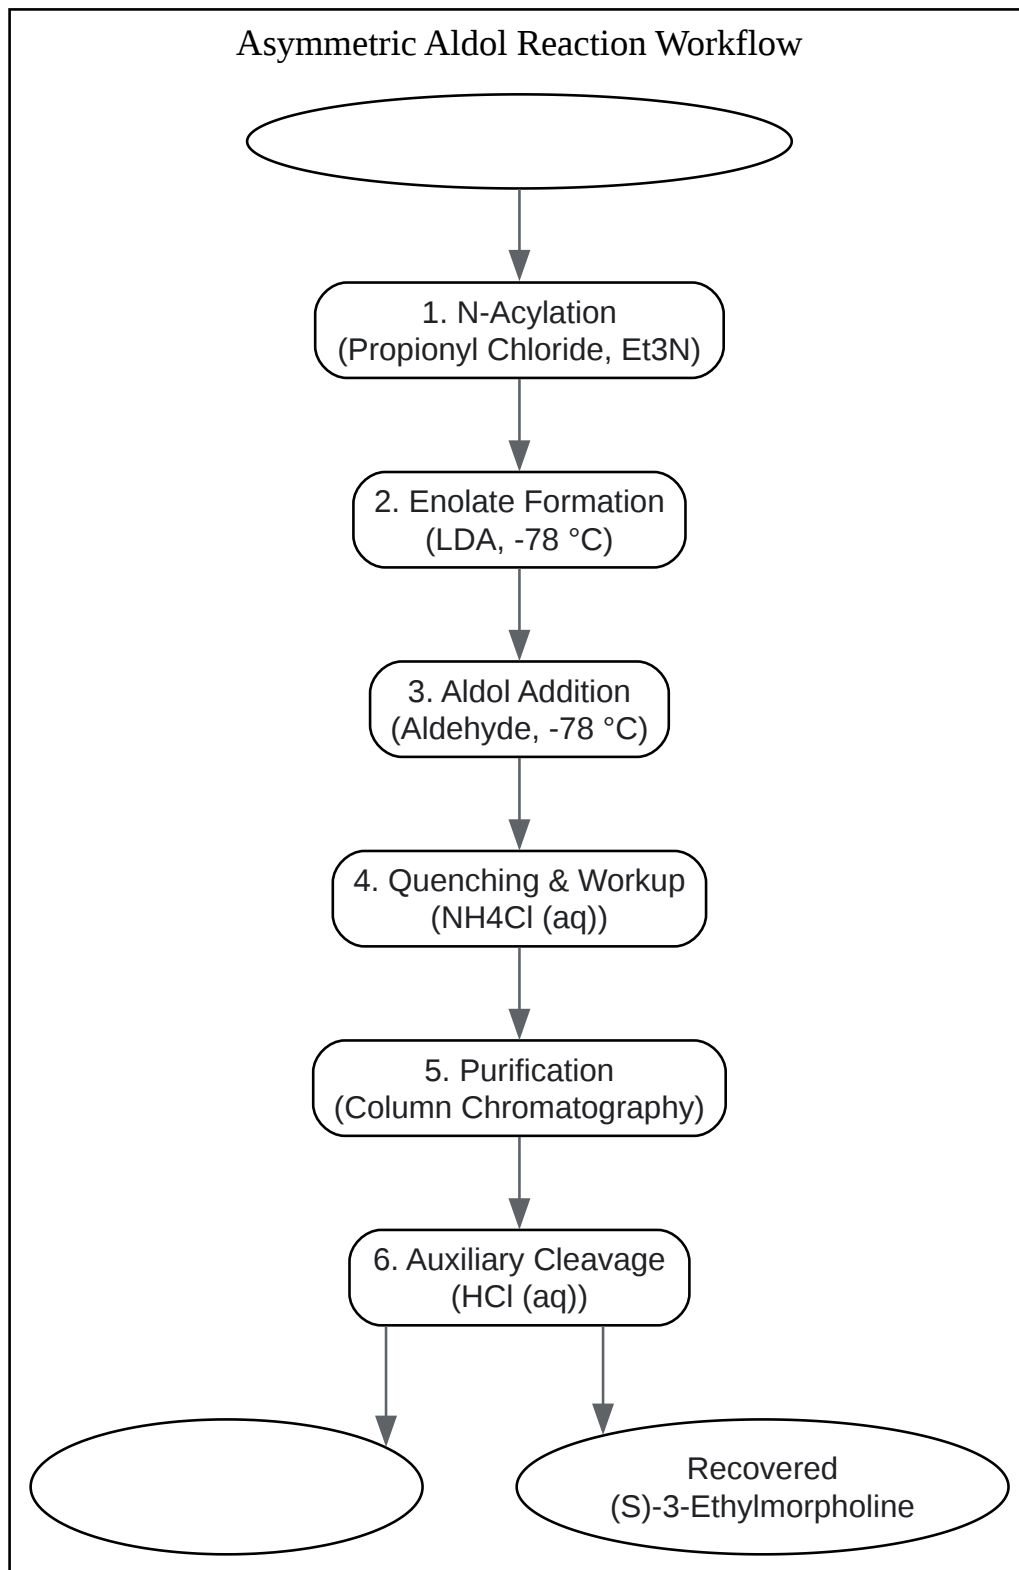 Asymmetric Aldol Reaction Workflow
1. N-Acylation
(Propionyl Chloride, Et3N)
2. Enolate Formation
(LDA, -78 °C)
3. Aldol Addition
(Aldehyde, -78 °C)
4. Quenching & Workup
(NH4Cl (aq))
5. Purification
(Column Chromatography)
6. Auxiliary Cleavage
(HCl (aq))
Recovered
(S)-3-Ethylmorpholine